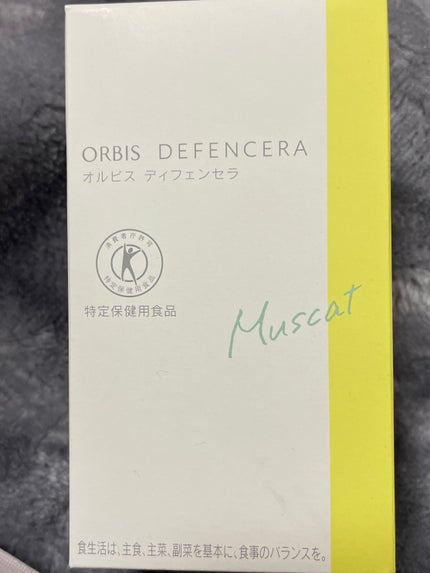 ORBIS DEFENCERA
オルビス ディフェンセラ
消費者庁許可
特定保健用食品
特定保健用食品
Muscat
食生活は、主食、主菜、副菜を基本に、食事のバランスを。